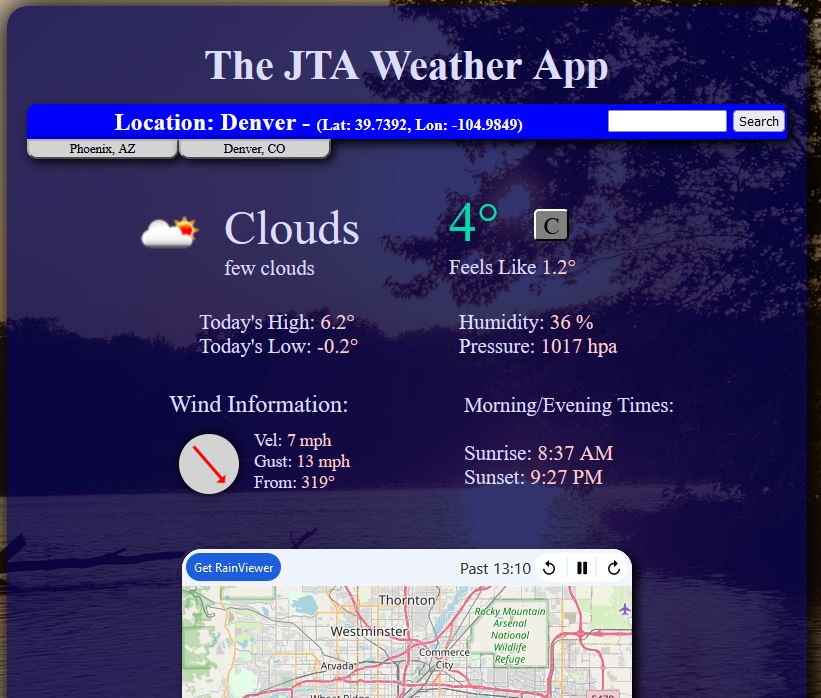 The JTA Weather App
Location: Denver - (Lat: 39.7392, Lon: -104.9849)
Search
Phoenix, AZ
Denver, CO
Clouds
few clouds
4°
C
Feels Like 1.2°
Today's High: 6.2°
Today's Low: -0.2°
Humidity: 36 %
Pressure: 1017 hpa
Wind Information:
Vel: 7 mph
Gust: 13 mph
From: 319°
Morning/Evening Times:
Sunrise: 8:37 AM
Sunset: 9:27 PM
Get RainViewer
Past 13:10
Thornton
Westminster
Rocky Mountain
Arsenal
National
Wildlife
Refuge
Commerce
City
Arvada
Wheat Ridge